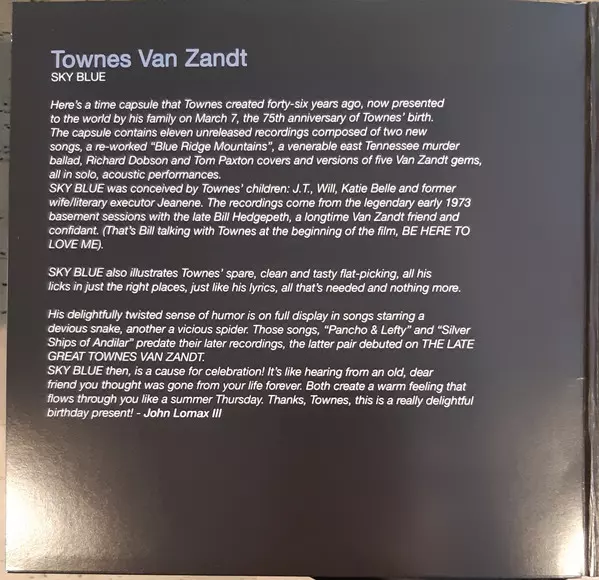 Townes Van Zandt
SKY BLUE
Here's a time capsule that Townes created forty-six years ago, now presented
to the world by his family on March 7, the 75th anniversary of Townes' birth.
The capsule contains eleven unreleased recordings composed of two new
songs, a re-worked "Blue Ridge Mountains", a venerable east Tennessee murder
ballad, Richard Dobson and Tom Paxton covers and versions of five Van Zandt gems,
all in solo, acoustic performances.
SKY BLUE was conceived by Townes' children: J.T., Will, Katie Belle and former
wife/literary executor Jeanene. The recordings come from the legendary early 1973
basement sessions with the late Bill Hedgepeth, a longtime Van Zandt friend and
confidant. (That's Bill talking with Townes at the beginning of the film, BE HERE TO
LOVE ME).
SKY BLUE also illustrates Townes' spare, clean and tasty flat-picking, all his
licks in just the right places, just like his lyrics, all that's needed and nothing more.
His delightfully twisted sense of humor is on full display in songs starring a
devious snake, another a vicious spider. Those songs, "Pancho & Lefty" and "Silver
Ships of Andilar" predate their later recordings, the latter pair debuted on THE LATE
GREAT TOWNES VAN ZANDT.
SKY BLUE then, is a cause for celebration! It's like hearing from an old, dear
friend you thought was gone from your life forever. Both create a warm feeling that
flows through you like a summer Thursday. Thanks, Townes, this is a really delightful
birthday present! - John Lomax III